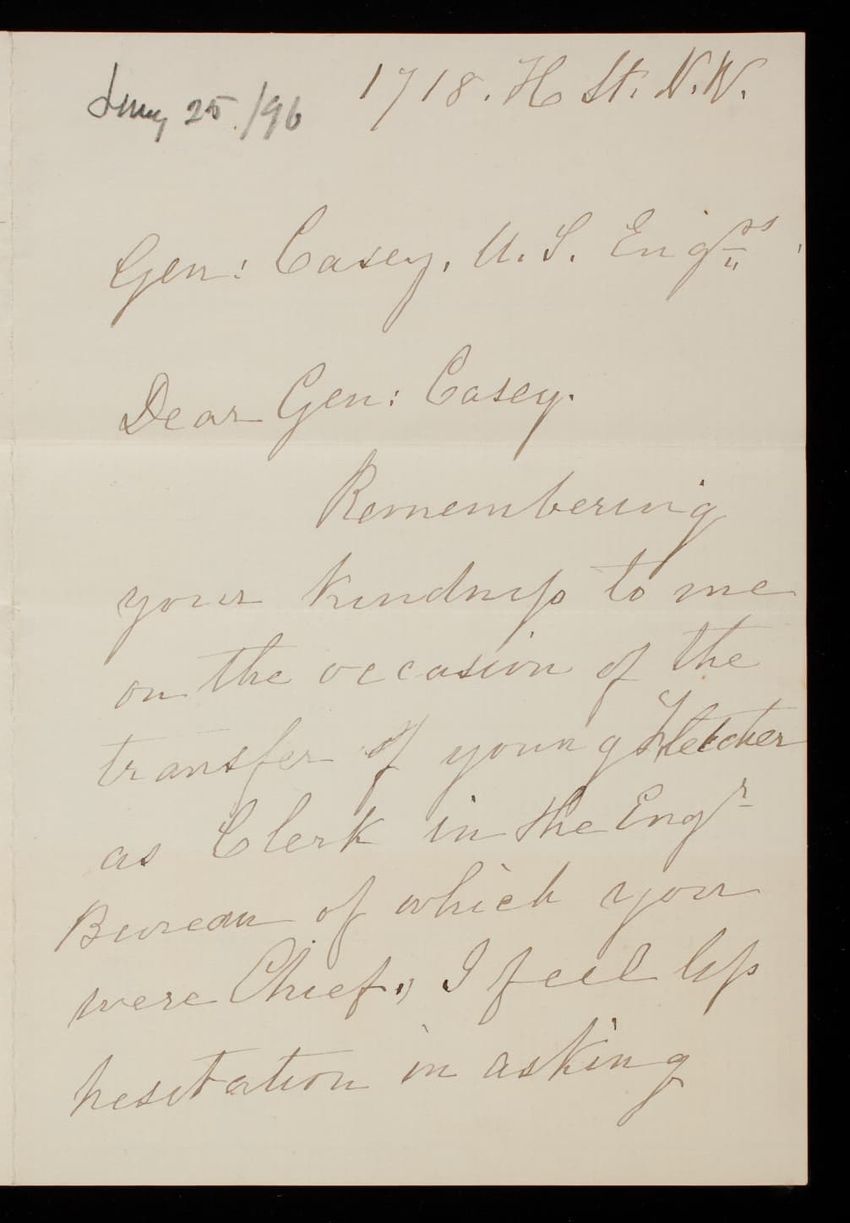 Jany 25/96
1718. H St. N.W.
Gen: Casey. U.S. Engrs
Dear Gen: Casey.
Remembering
your kindness to me
on the occasion of the
transfer of young Fletcher
as Clerk in the Engr
Bureau of which you
were Chief, I feel less
hesitation in asking